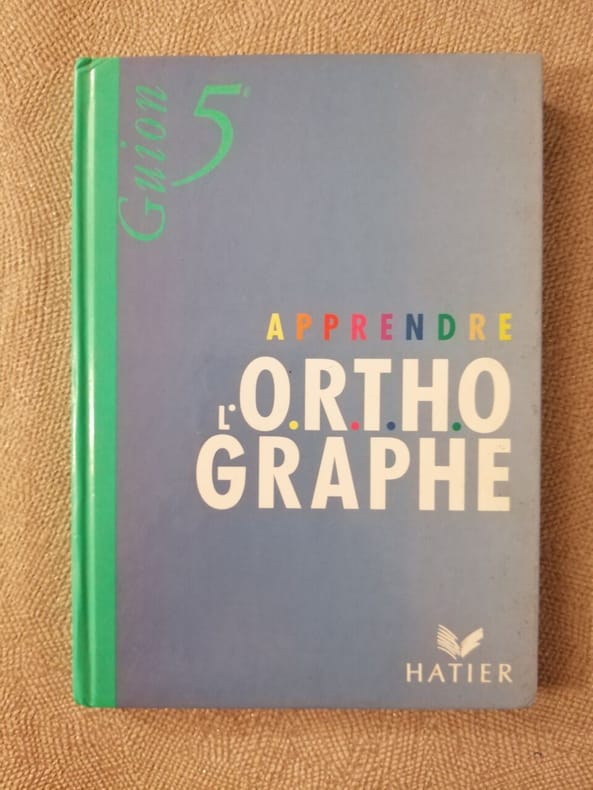 Guion
5e
APPRENDRE
L'O.R.T.H.O
GRAPHE
HATIER